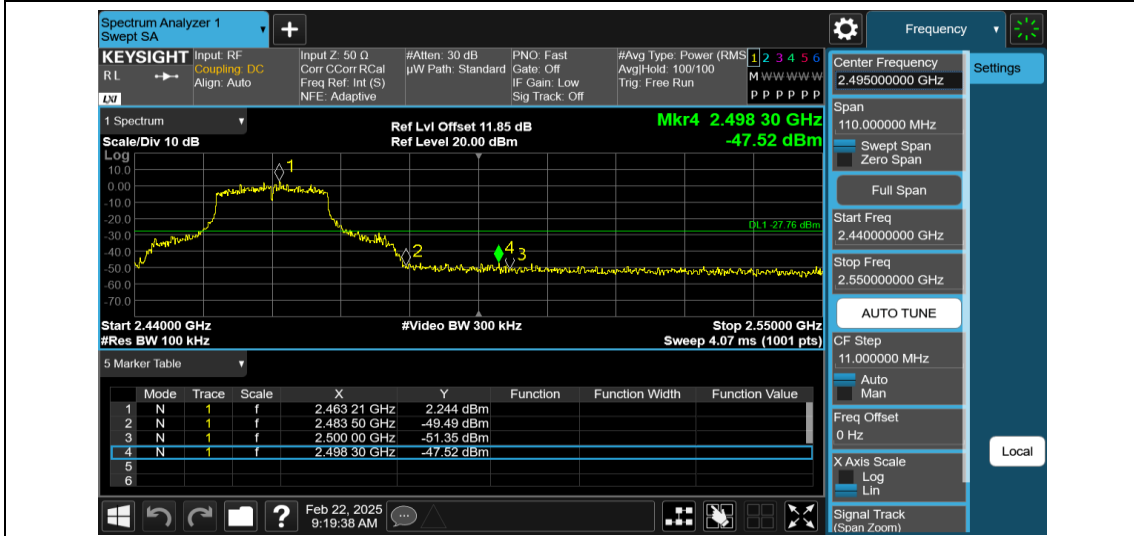 Spectrum Analyzer 1
Swept SA
+
Frequency
KEYSIGHT
R L
LXI
Input: RF
Coupling: DC
Align: Auto
Input Z: 50 Ω
Corr CCorr RCal
Freq Ref: Int (S)
NFE: Adaptive
#Atten: 30 dB
µW Path: Standard
PNO: Fast
Gate: Off
IF Gain: Low
Sig Track: Off
#Avg Type: Power (RMS
Avg|Hold: 100/100
Trig: Free Run
1 2 3 4 5 6
M W W W W W
P P P P P P
1 Spectrum
Scale/Div 10 dB
Ref Lvl Offset 11.85 dB
Ref Level 20.00 dBm
Mkr4 2.498 30 GHz
-47.52 dBm
Log
10.0
0.00
-10.0
-20.0
-30.0
-40.0
-50.0
-60.0
-70.0
1
2
4
3
DL1 -27.76 dBm
Start 2.44000 GHz
#Res BW 100 kHz
#Video BW 300 kHz
Stop 2.55000 GHz
Sweep 4.07 ms (1001 pts)
5 Marker Table
Mode Trace Scale X Y Function Function Width Function Value
1 N 1 f 2.463 21 GHz 2.244 dBm
2 N 1 f 2.483 50 GHz -49.49 dBm
3 N 1 f 2.500 00 GHz -51.35 dBm
4 N 1 f 2.498 30 GHz -47.52 dBm
5
6
?
Feb 22, 2025
9:19:38 AM
Center Frequency
2.495000000 GHz
Span
110.000000 MHz
Swept Span
Zero Span
Full Span
Start Freq
2.440000000 GHz
Stop Freq
2.550000000 GHz
AUTO TUNE
CF Step
11.000000 MHz
Auto
Man
Freq Offset
0 Hz
X Axis Scale
Log
Lin
Signal Track
(Span Zoom)
Settings
Local